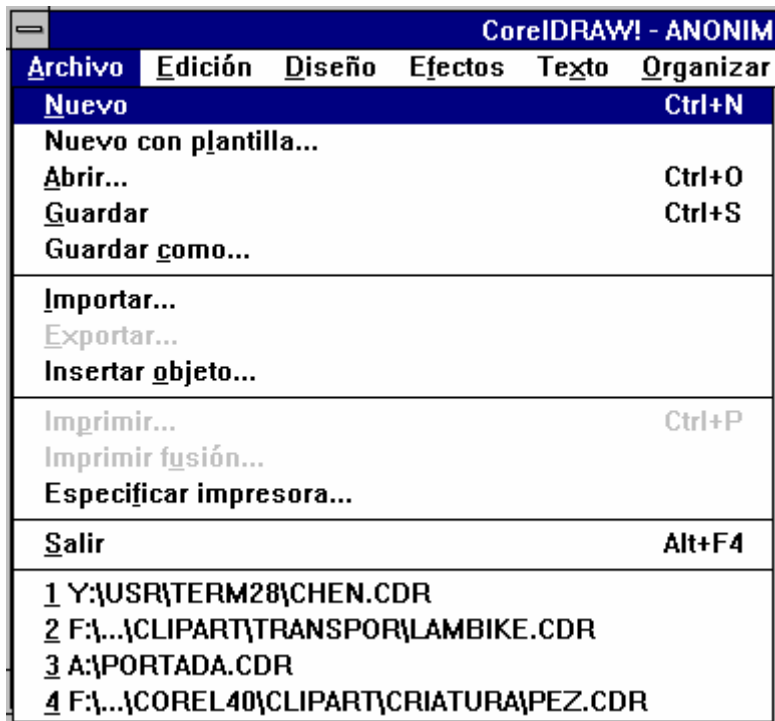 CorelDRAW! - ANONIM
Archivo Edición Diseño Efectos Texto Organizar
Nuevo Ctrl+N
Nuevo con plantilla...
Abrir... Ctrl+O
Guardar Ctrl+S
Guardar como...
Importar...
Exportar...
Insertar objeto...
Imprimir... Ctrl+P
Imprimir fusión...
Especificar impresora...
Salir Alt+F4
1 Y:\USR\TERM28\CHEN.CDR
2 F:\...\CLIPART\TRANSPOR\LAMBIKE.CDR
3 A:\PORTADA.CDR
4 F:\...\COREL40\CLIPART\CRIATURA\PEZ.CDR